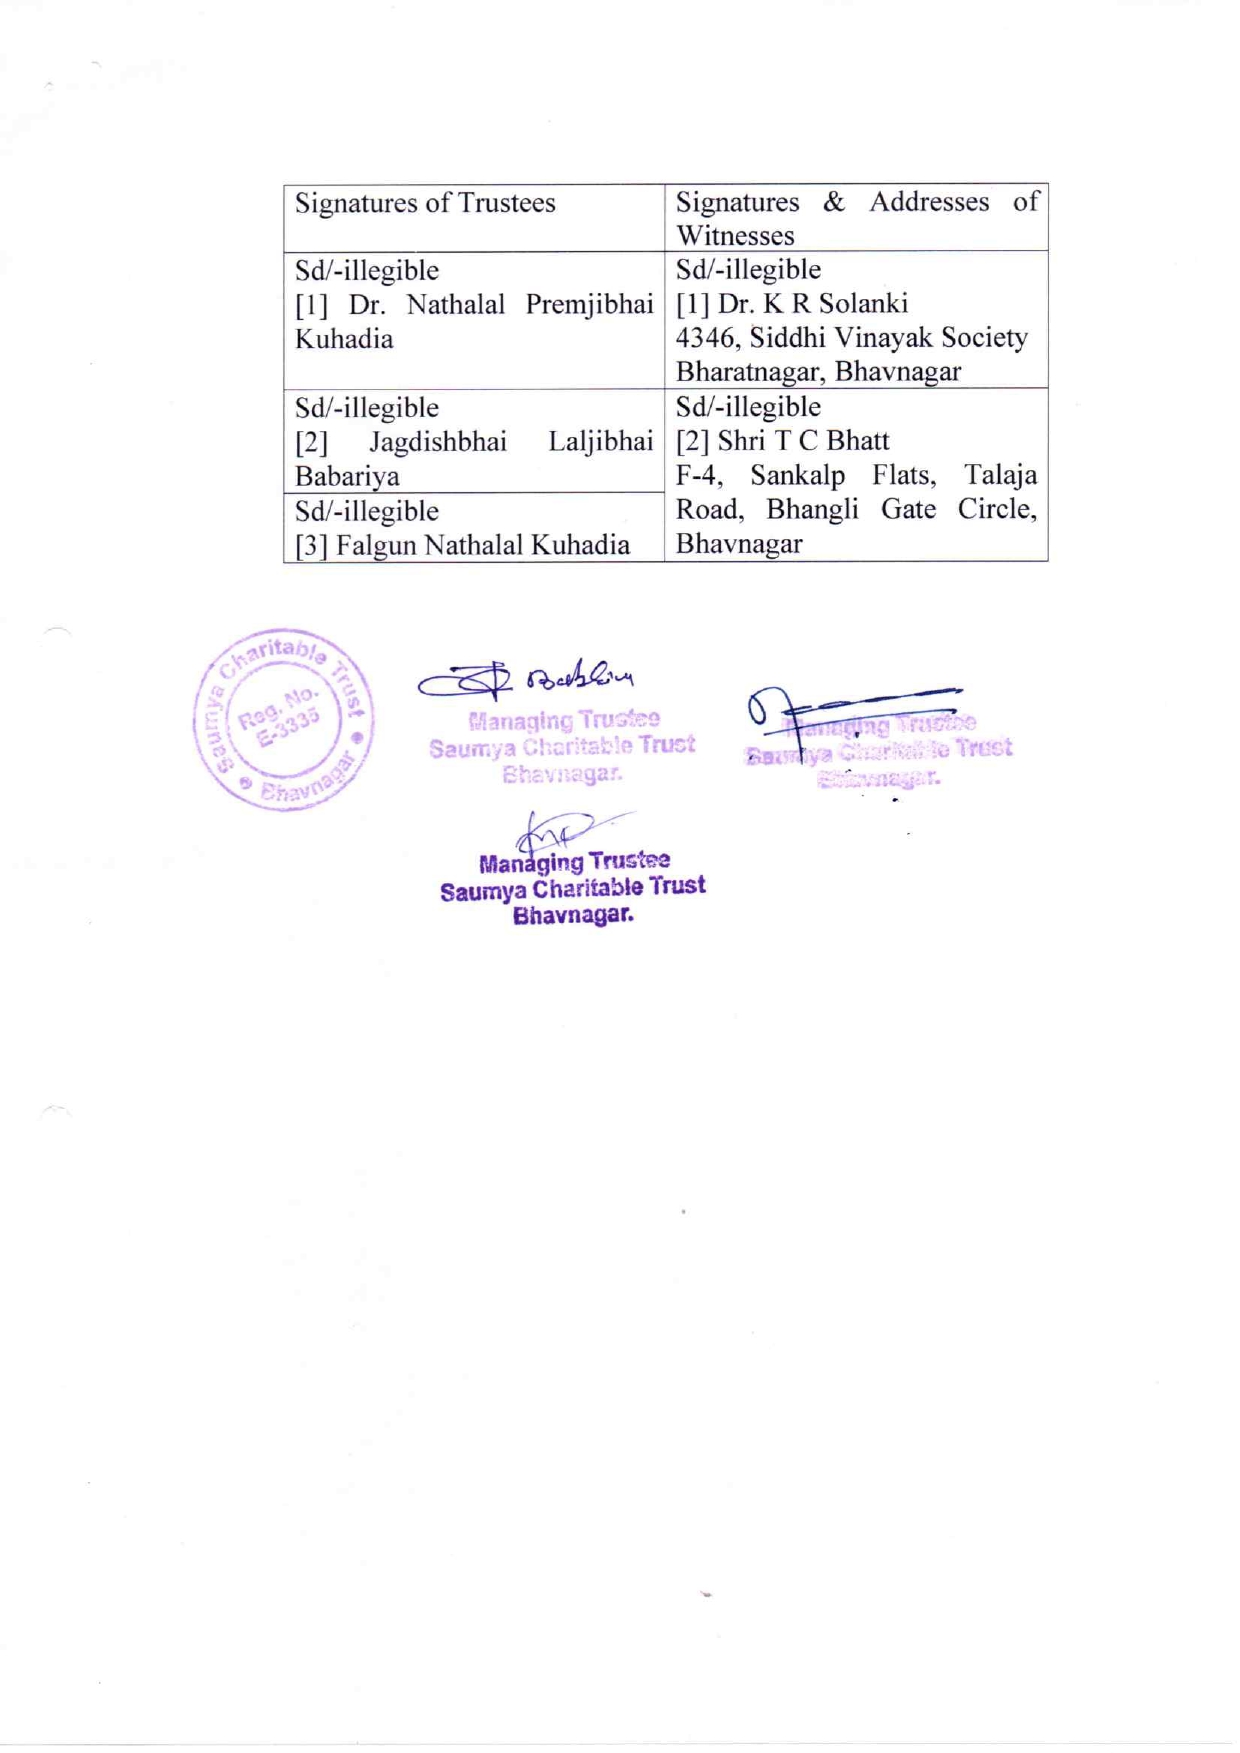 Signatures of Trustees
Signatures & Addresses of
Witnesses
Sd/-illegible
[1] Dr. Nathalal Premjibhai
Kuhadia
Sd/-illegible
[1] Dr. K R Solanki
4346, Siddhi Vinayak Society
Bharatnagar, Bhavnagar
Sd/-illegible
[2] Jagdishbhai Laljibhai
Babariya
Sd/-illegible
[2] Shri T C Bhatt
F-4, Sankalp Flats, Talaja
Road, Bhangli Gate Circle,
Bhavnagar
Sd/-illegible
[3] Falgun Nathalal Kuhadia
Saumya Charitable Trust
Bhavnagar
Reg. No.
E-3335
Managing Trustee
Saumya Charitable Trust
Bhavnagar.
Managing Trustee
Saumya Charitable Trust
Bhavnagar.
Managing Trustee
Saumya Charitable Trust
Bhavnagar.